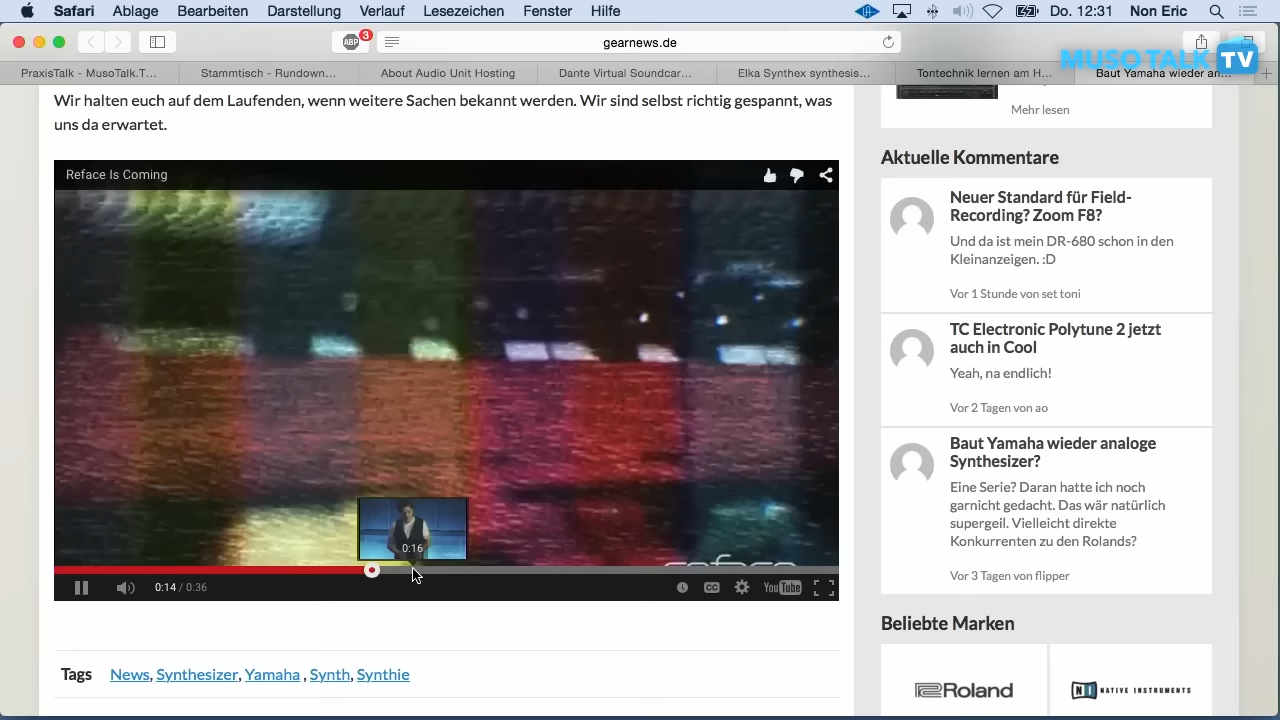 Safari Ablage Bearbeiten Darstellung Verlauf Lesezeichen Fenster Hilfe Do. 12:31 Non Eric
ABP 3 gearnews.de
MUSOTALK TV
PraxisTalk - MusoTalk.T… Stammtisch - Rundown… About Audio Unit Hosting Dante Virtual Soundcar… Elka Synthex synthesis… Tontechnik lernen am H… Baut Yamaha wieder an…
Wir halten euch auf dem Laufenden, wenn weitere Sachen bekannt werden. Wir sind selbst richtig gespannt, was
uns da erwartet.
Reface Is Coming
0:16
0:14 / 0:36 CC YouTube
Tags News, Synthesizer, Yamaha , Synth, Synthie
Mehr lesen
Aktuelle Kommentare
Neuer Standard für Field-
Recording? Zoom F8?
Und da ist mein DR-680 schon in den
Kleinanzeigen. :D
Vor 1 Stunde von set toni
TC Electronic Polytune 2 jetzt
auch in Cool
Yeah, na endlich!
Vor 2 Tagen von ao
Baut Yamaha wieder analoge
Synthesizer?
Eine Serie? Daran hatte ich noch
garnicht gedacht. Das wär natürlich
supergeil. Vielleicht direkte
Konkurrenten zu den Rolands?
Vor 3 Tagen von flipper
Beliebte Marken
Roland NI NATIVE INSTRUMENTS